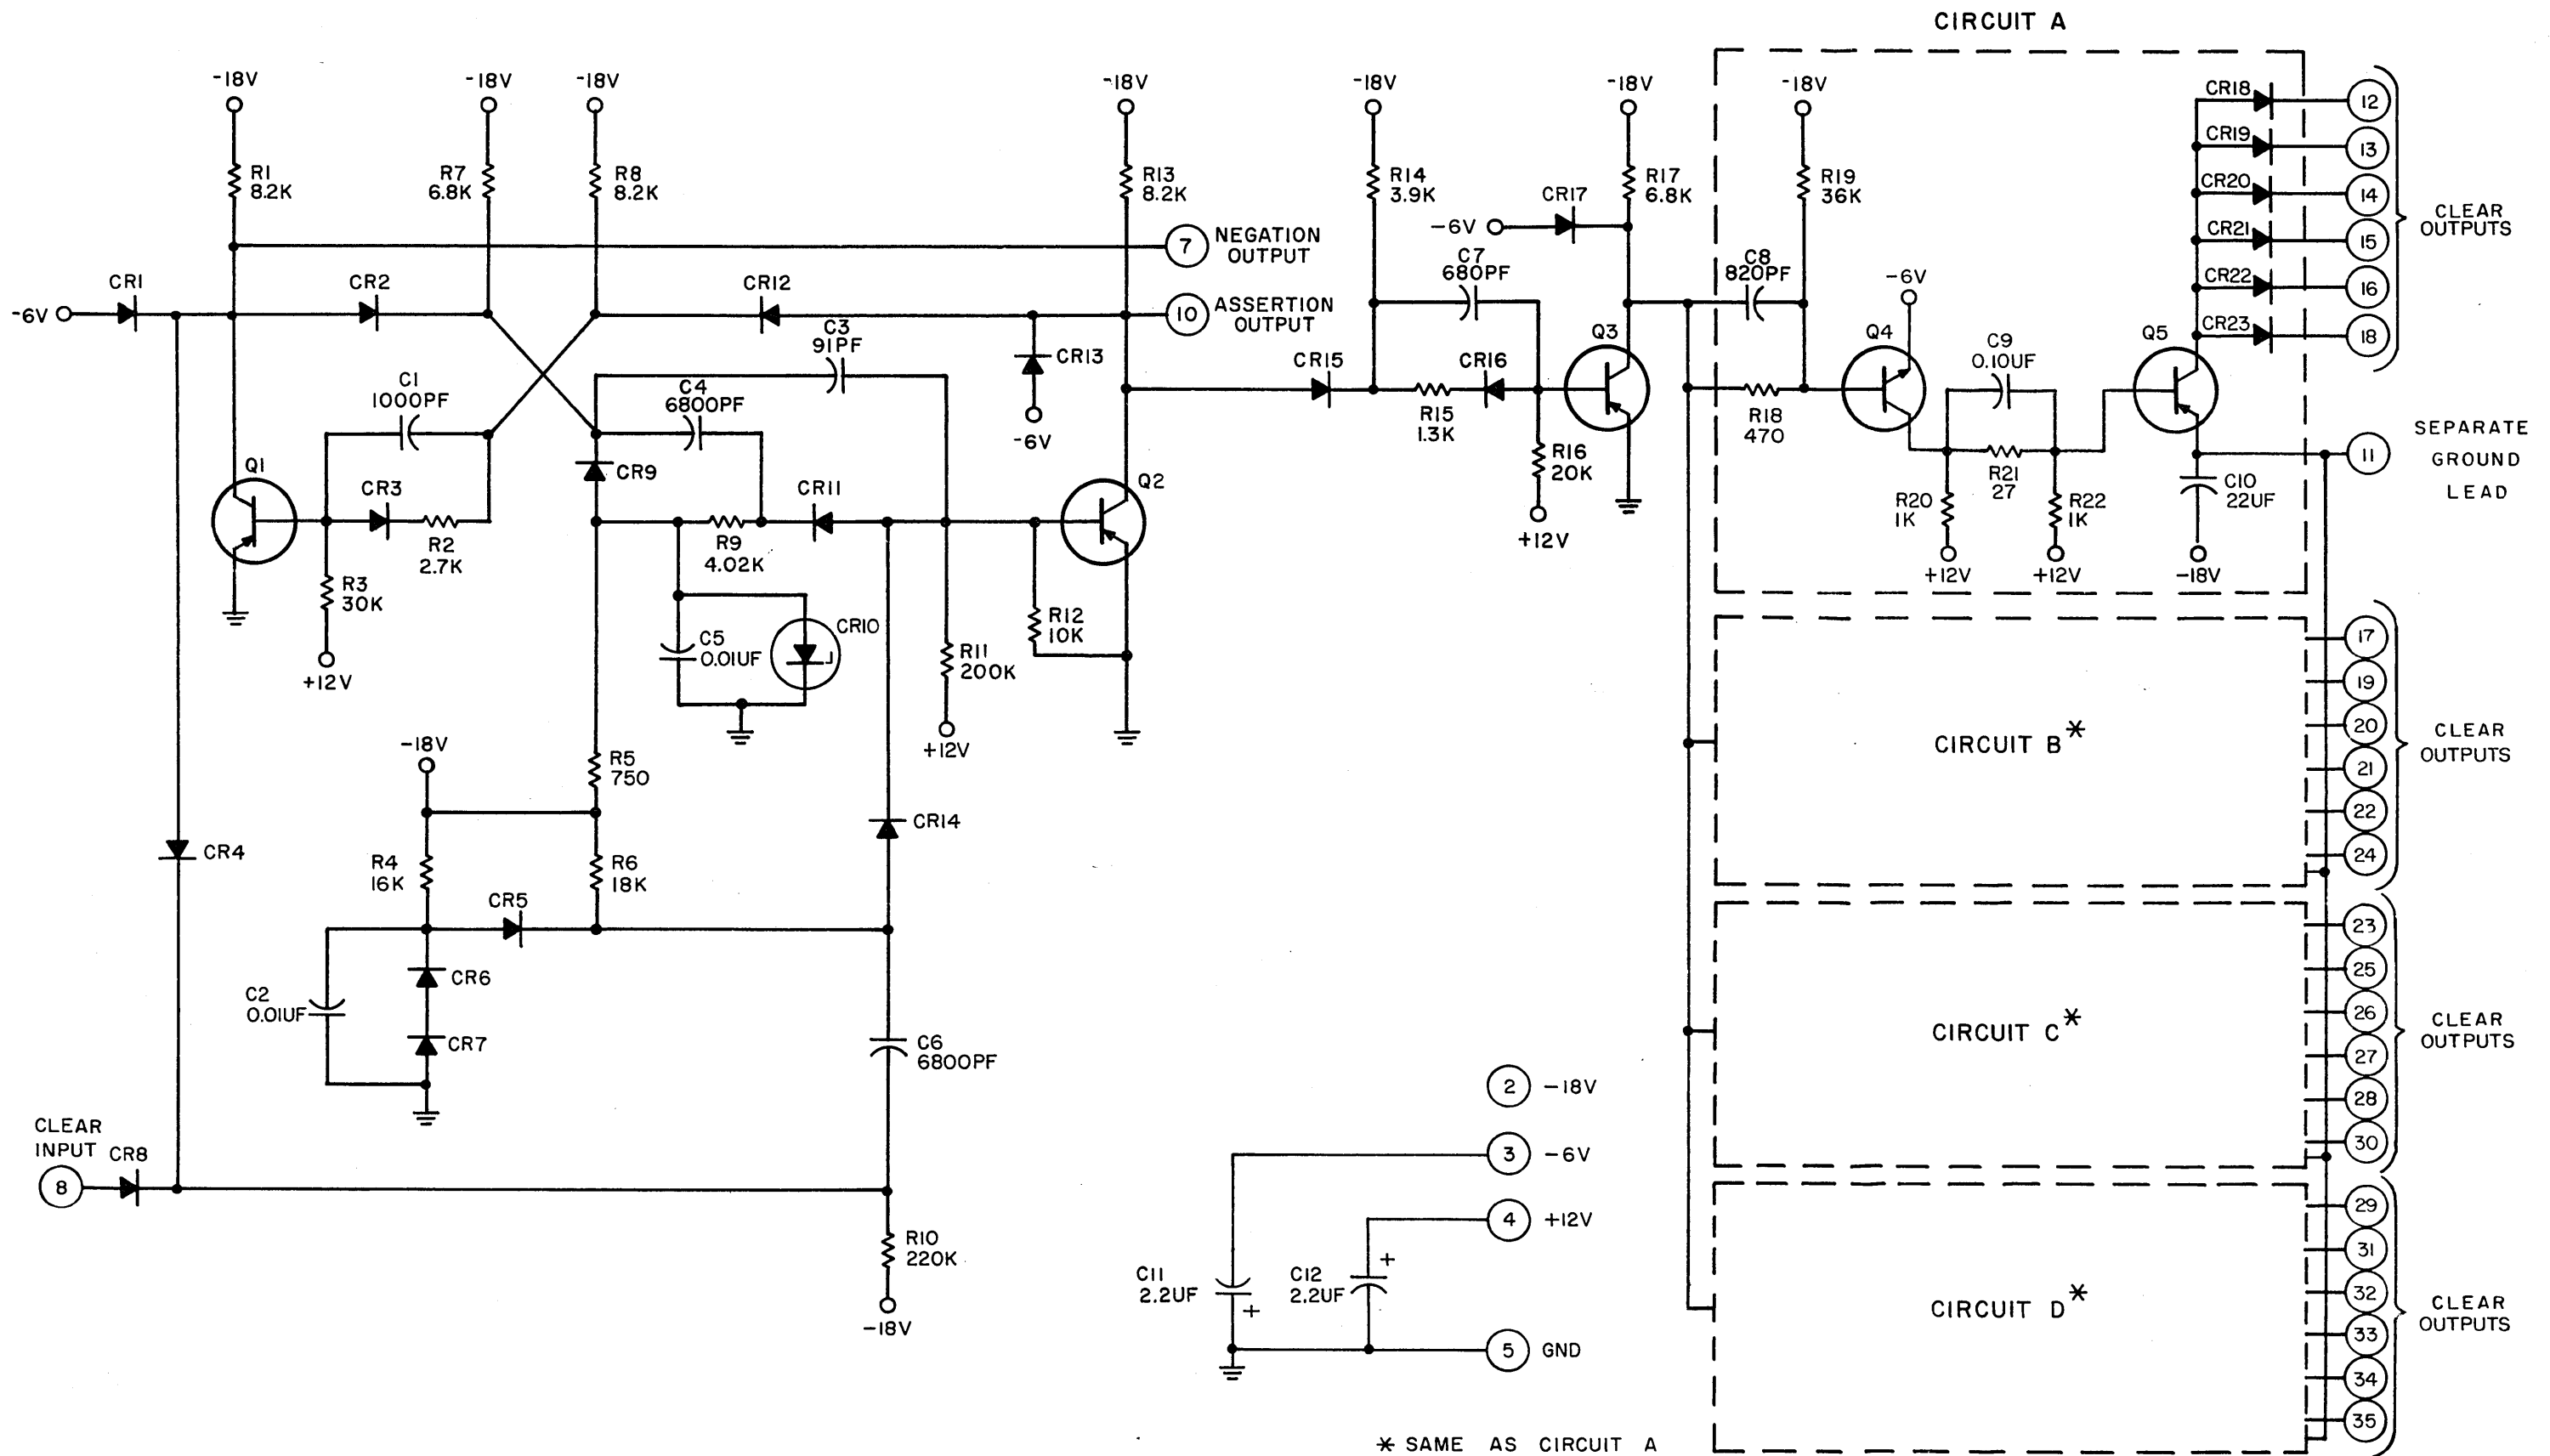 CIRCUIT A
-18V
-18V
-18V
-18V
-18V
-18V
-18V
R1
8.2K
R7
6.8K
R8
8.2K
R13
8.2K
R14
3.9K
CR17
-6V
R17
6.8K
R19
36K
CR18
12
CR19
13
CR20
14
CR21
15
CR22
16
CR23
18
CLEAR
OUTPUTS
7
NEGATION
OUTPUT
10
ASSERTION
OUTPUT
-6V
CR1
CR2
CR12
C3
91PF
CR13
-6V
C7
680PF
C8
820PF
-6V
Q3
Q4
C9
0.10UF
Q5
C1
1000PF
C4
6800PF
CR15
CR16
R15
1.3K
R18
470
R16
20K
+12V
R21
27
R20
1K
R22
1K
+12V
+12V
C10
22UF
-18V
11
SEPARATE
GROUND
LEAD
Q1
CR3
R2
2.7K
R3
30K
+12V
CR9
CR11
R9
4.02K
Q2
C5
0.01UF
CR10
R11
200K
+12V
R12
10K
-18V
R5
750
CR4
R4
16K
R6
18K
CR14
CR5
CR6
CR7
C2
0.01UF
C6
6800PF
CLEAR
INPUT
CR8
8
R10
220K
-18V
CIRCUIT B*
17
19
20
21
22
24
CLEAR
OUTPUTS
CIRCUIT C*
23
25
26
27
28
30
CLEAR
OUTPUTS
CIRCUIT D*
29
31
32
33
34
35
CLEAR
OUTPUTS
2 -18V
3 -6V
4 +12V
C11
2.2UF
+
C12
2.2UF
+
5 GND
* SAME AS CIRCUIT A